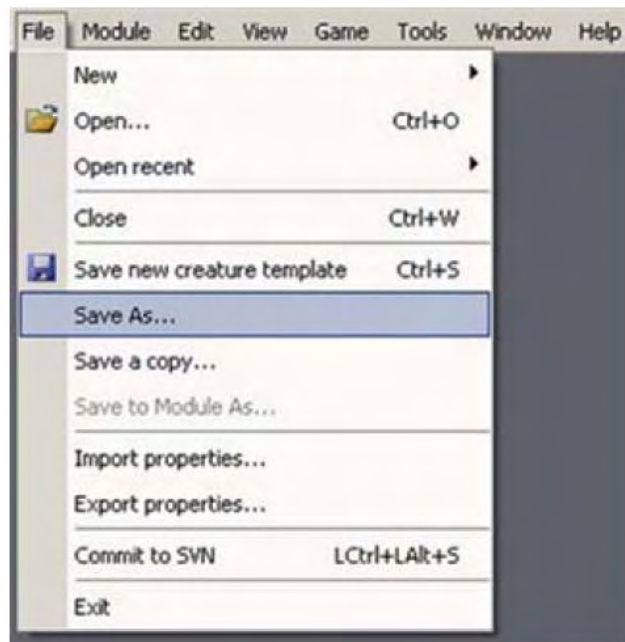 File Module Edit View Game Tools Window Help
New
Open... Ctrl+O
Open recent
Close Ctrl+W
Save new creature template Ctrl+S
Save As...
Save a copy...
Save to Module As...
Import properties...
Export properties...
Commit to SVN LCtrl+LAlt+S
Exit